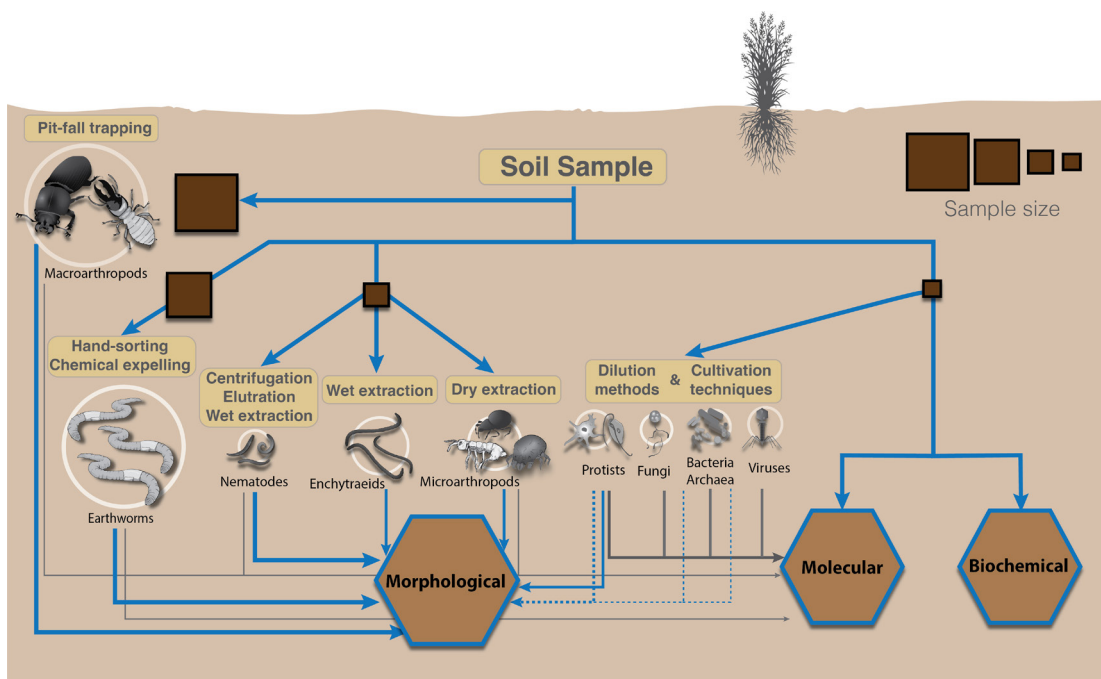 Pit-fall trapping
Soil Sample
Sample size
Macroarthropods
Hand-sorting
Chemical expelling
Centrifugation
Elutration
Wet extraction
Wet extraction
Dry extraction
Dilution
methods
&
Cultivation
techniques
Nematodes
Enchytraeids
Microarthropods
Protists
Fungi
Bacteria
Archaea
Viruses
Earthworms
Morphological
Molecular
Biochemical